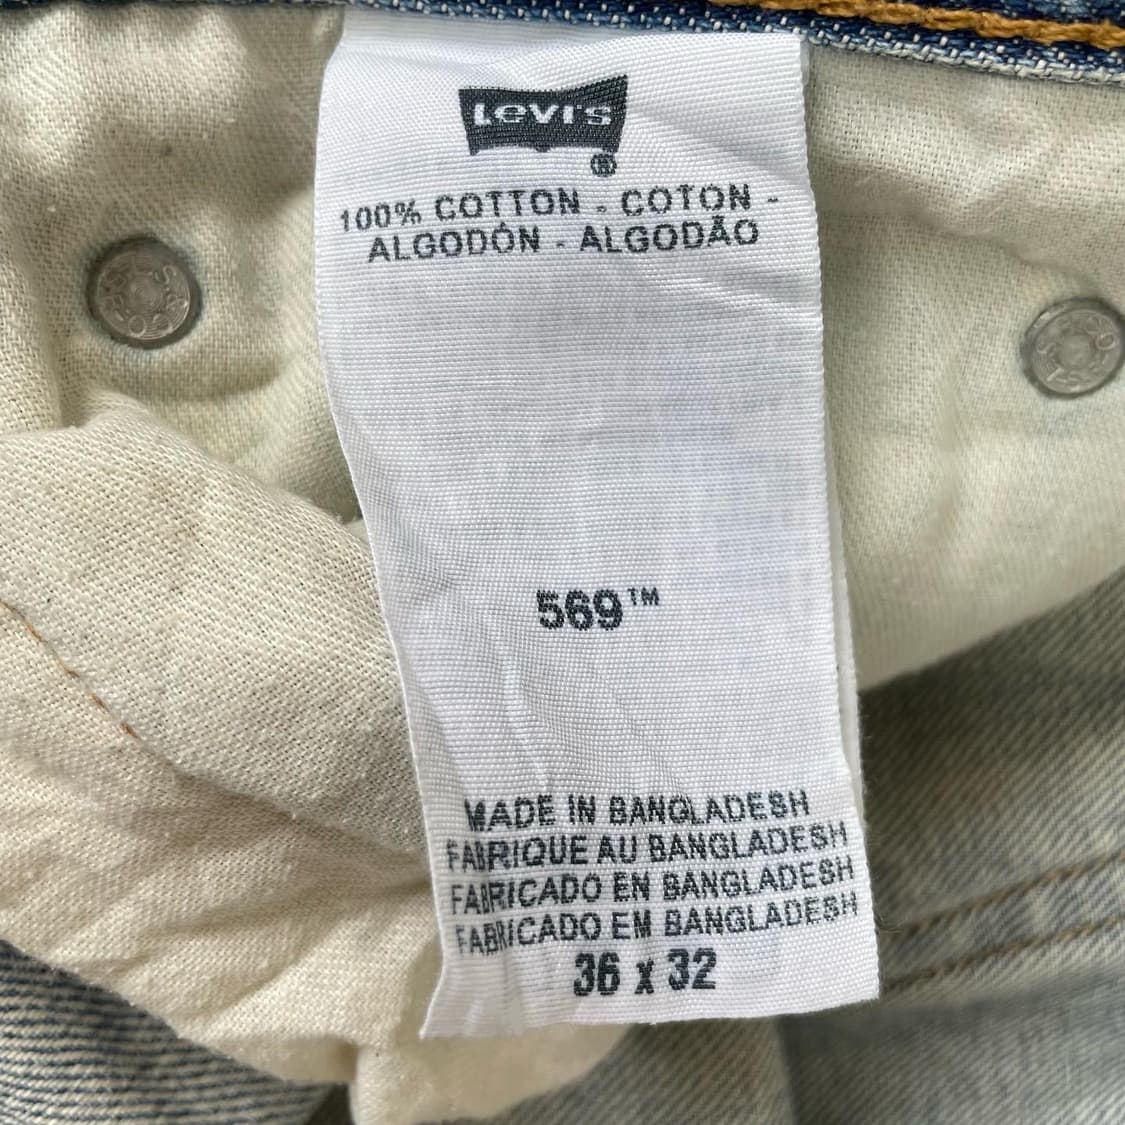 Levi's
®
100% COTTON - COTON -
ALGODÓN - ALGODÃO
569™
MADE IN BANGLADESH
FABRIQUE AU BANGLADESH
FABRICADO EN BANGLADESH
FABRICADO EM BANGLADESH
36 x 32